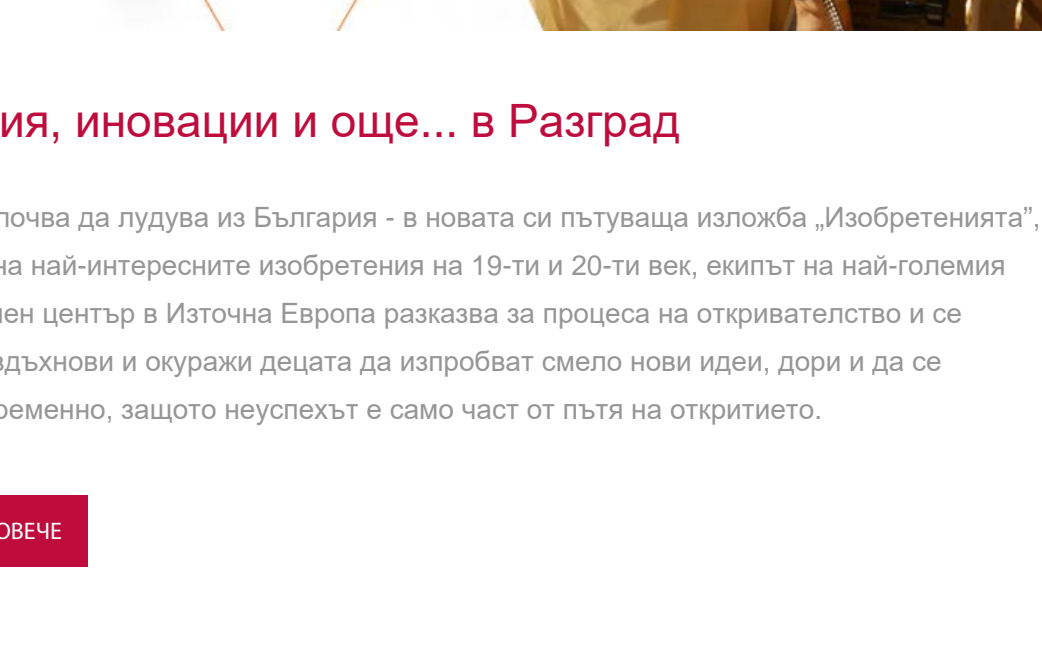 ия, иновации и още... в Разград
почва да лудува из България - в новата си пътуваща изложба „Изобретенията”,
на най-интересните изобретения на 19-ти и 20-ти век, екипът на най-големия
ен център в Източна Европа разказва за процеса на откривателство и се
здъхнови и окуражи децата да изпробват смело нови идеи, дори и да се
ременно, защото неуспехът е само част от пътя на откритието.
ОВЕЧЕ